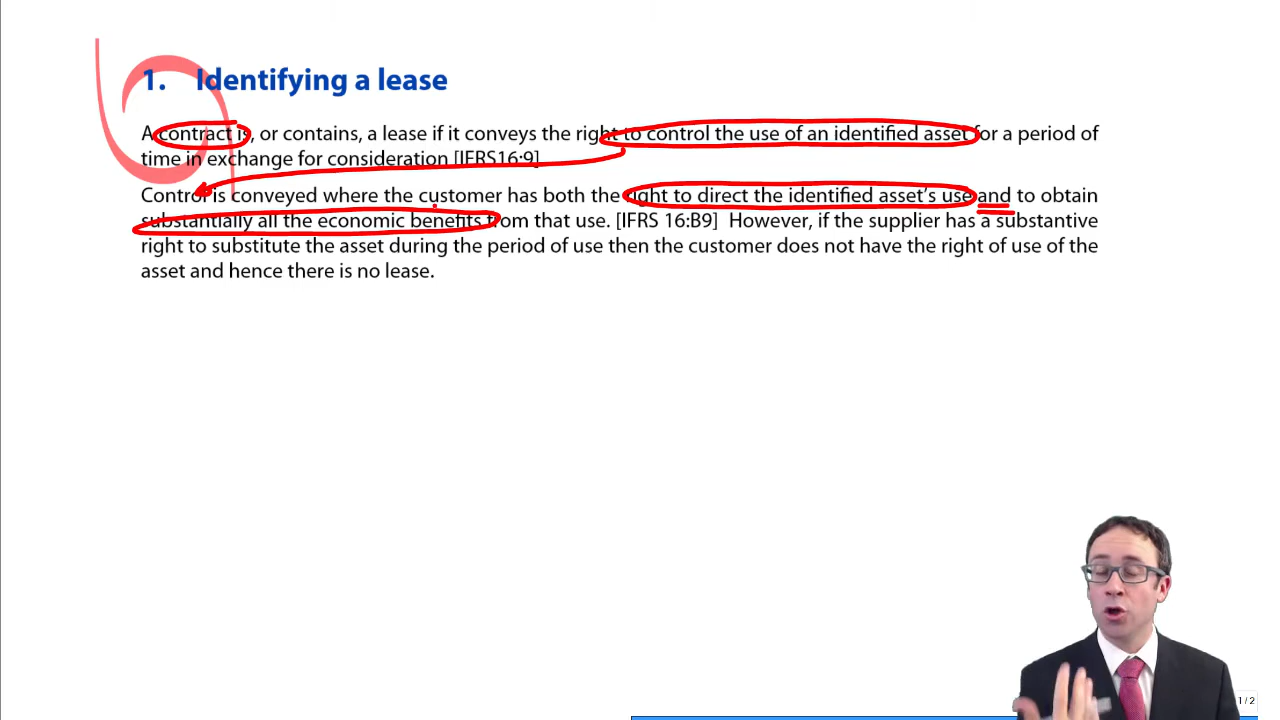 1. Identifying a lease
A contract is, or contains, a lease if it conveys the right to control the use of an identified asset for a period of
time in exchange for consideration [IFRS16:9]
Control is conveyed where the customer has both the right to direct the identified asset's use and to obtain
substantially all the economic benefits from that use. [IFRS 16:B9] However, if the supplier has a substantive
right to substitute the asset during the period of use then the customer does not have the right of use of the
asset and hence there is no lease.
1 / 2